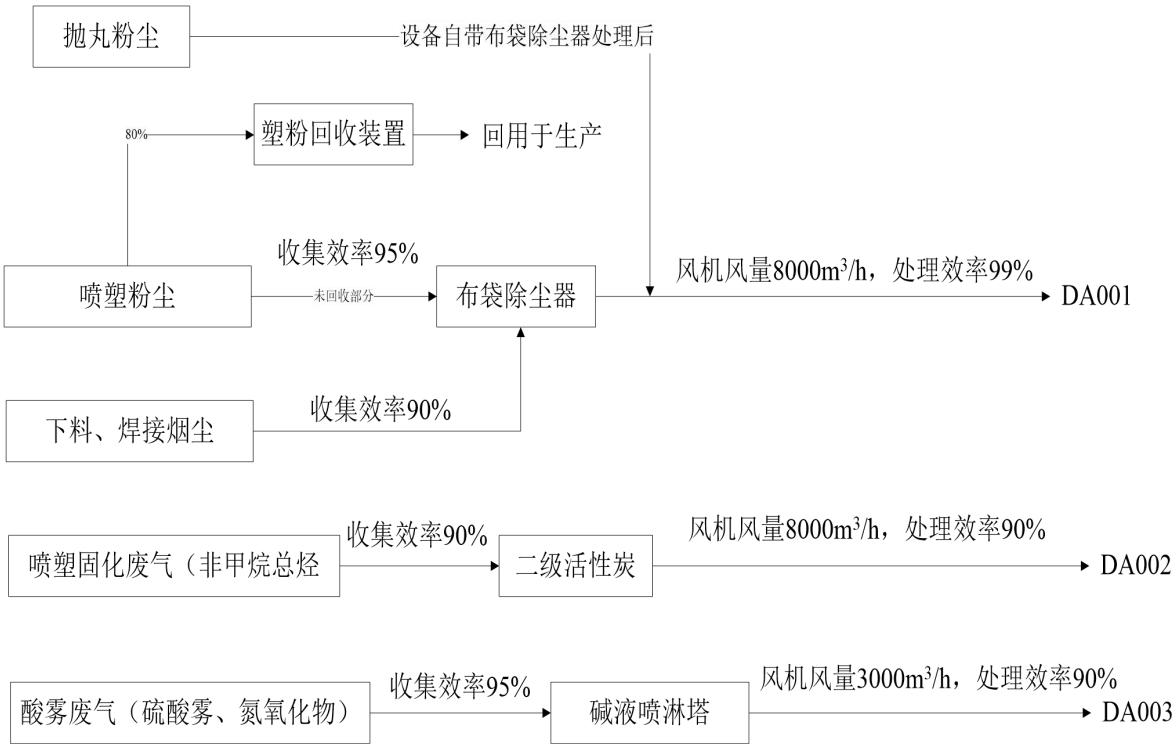 抛丸粉尘
设备自带布袋除尘器处理后
80%
塑粉回收装置
回用于生产
收集效率95%
风机风量8000m³/h，处理效率99%
喷塑粉尘
未回收部分
布袋除尘器
DA001
下料、焊接烟尘
收集效率90%
喷塑固化废气（非甲烷总烃
收集效率90%
二级活性炭
风机风量8000m³/h，处理效率90%
DA002
酸雾废气（硫酸雾、氮氧化物）
收集效率95%
碱液喷淋塔
风机风量3000m³/h，处理效率90%
DA003